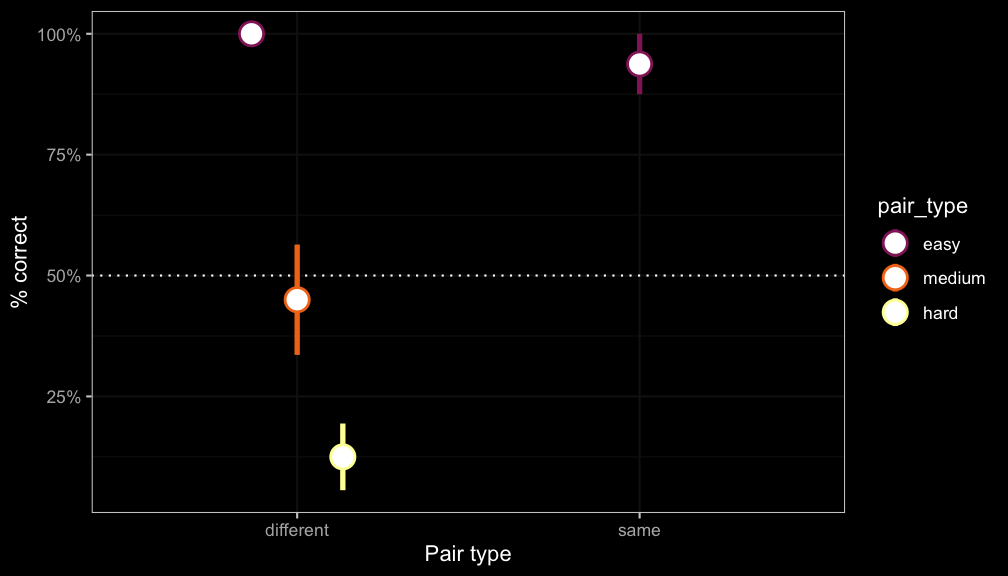 100%
75%
50%
25%
% correct
different
same
Pair type
pair_type
easy
medium
hard